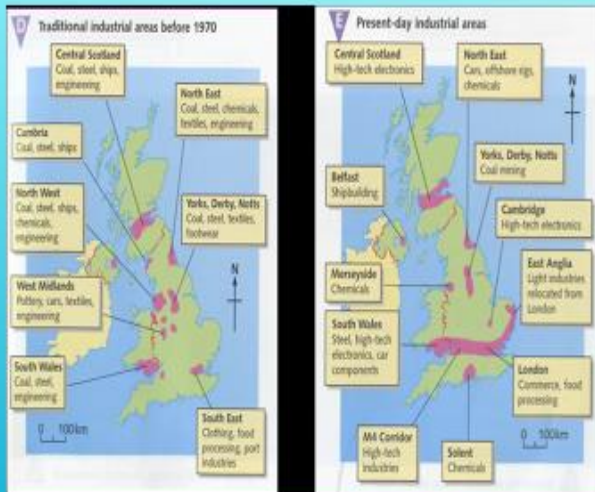 D Traditional industrial areas before 1970
Central Scotland
Coal, steel, ships,
engineering
North East
Coal, steel, chemicals,
textiles, engineering
Cumbria
Coal, steel, ships
North West
Coal, steel, ships,
chemicals,
engineering
Yorks, Derby, Notts
Coal, steel, textiles,
footwear
N
West Midlands
Pottery, cars, textiles,
engineering
South Wales
Coal, steel,
engineering
South East
Clothing, food
processing, port
industries
0 100km
E Present-day industrial areas
Central Scotland
High-tech electronics
North East
Cars, offshore rigs,
chemicals
N
Yorks, Derby, Notts
Coal mining
Belfast
Shipbuilding
Cambridge
High-tech electronics
East Anglia
Light industries
relocated from
London
Merseyside
Chemicals
South Wales
Steel, high-tech
electronics, car
components
London
Commerce, food
processing
M4 Corridor
High-tech
industries
Solent
Chemicals
0 100km